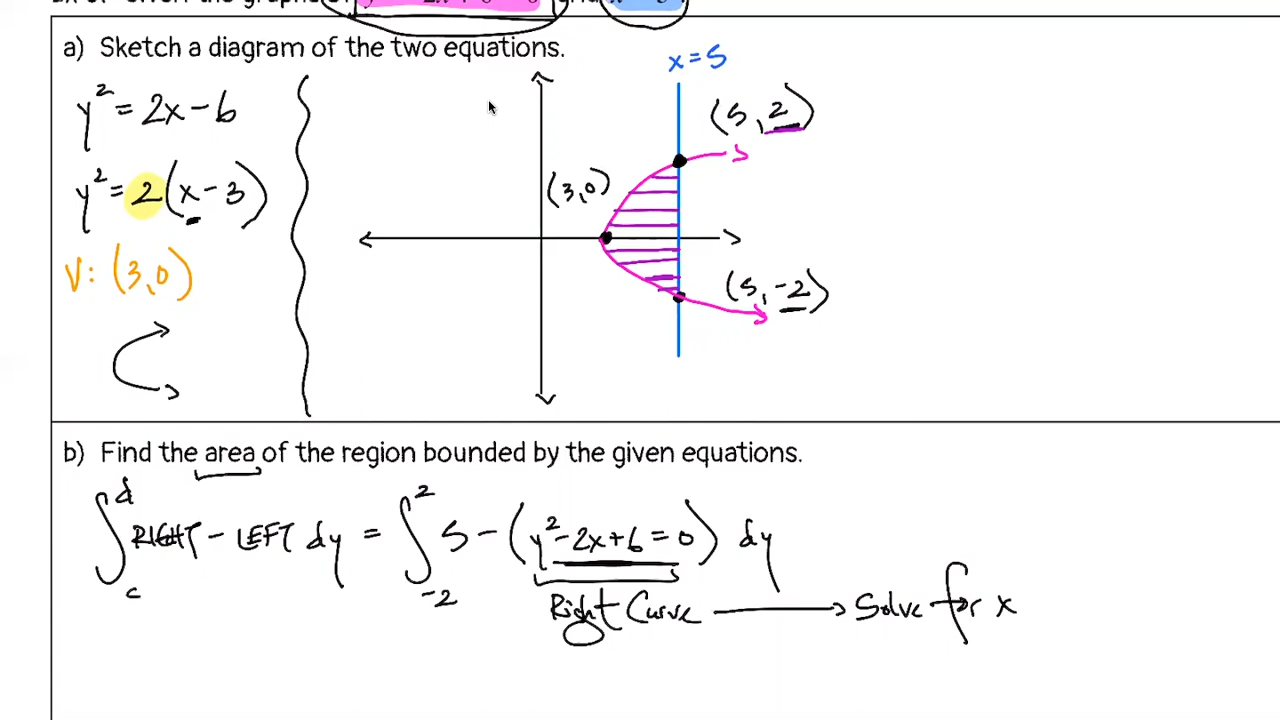 a) Sketch a diagram of the two equations.
x=5
y²=2x-6
(5,2)
y²=2(x-3)
(3,0)
V: (3,0)
(5,-2)
b) Find the area of the region bounded by the given equations.
∫_c^d RIGHT - LEFT dy = ∫_-2^2 5-(y²-2x+6=0) dy
Right Curve → Solve for x